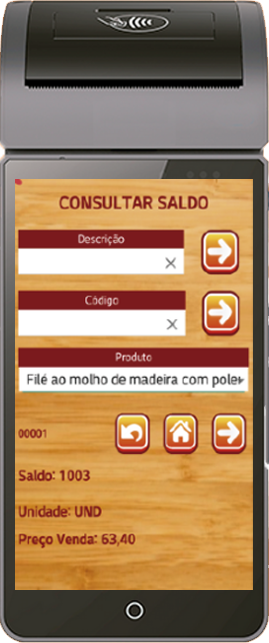 CONSULTAR SALDO
Descrição
Código
Produto
Filé ao molho de madeira com pole
00001
Saldo: 1003
Unidade: UND
Preço Venda: 63,40